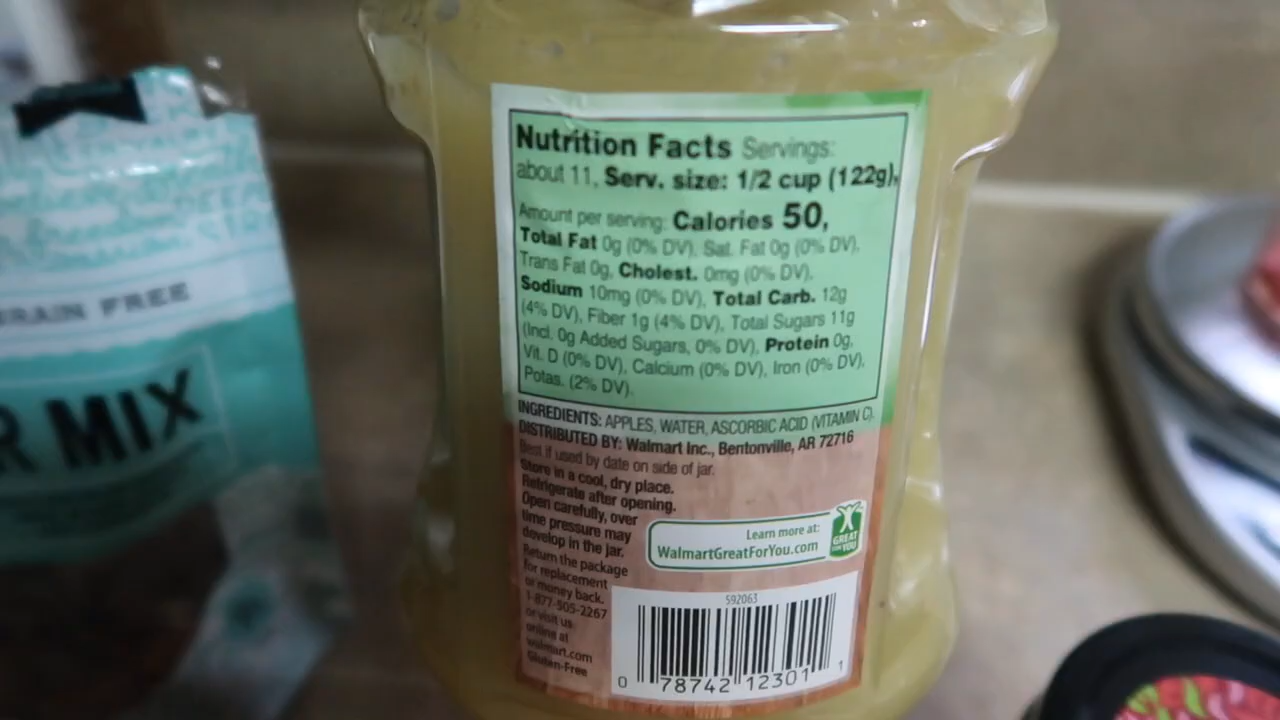 GRAIN FREE
R MIX
Nutrition Facts Servings:
about 11, Serv. size: 1/2 cup (122g),
Amount per serving: Calories 50,
Total Fat 0g (0% DV), Sat. Fat 0g (0% DV),
Trans Fat 0g, Cholest. 0mg (0% DV),
Sodium 10mg (0% DV), Total Carb. 12g
(4% DV), Fiber 1g (4% DV), Total Sugars 11g
(Incl. 0g Added Sugars, 0% DV), Protein 0g,
Vit. D (0% DV), Calcium (0% DV), Iron (0% DV),
Potas. (2% DV).
INGREDIENTS: APPLES, WATER, ASCORBIC ACID (VITAMIN C).
DISTRIBUTED BY: Walmart Inc., Bentonville, AR 72716
Best if used by date on side of jar.
Store in a cool, dry place.
Refrigerate after opening.
Open carefully, over
time pressure may
develop in the jar.
Return the package
for replacement
or money back.
1-877-505-2267
or visit us
online at
walmart.com
Gluten-Free
Learn more at:
WalmartGreatForYou.com
GREAT
FOR YOU
592063
0 78742 12301 1